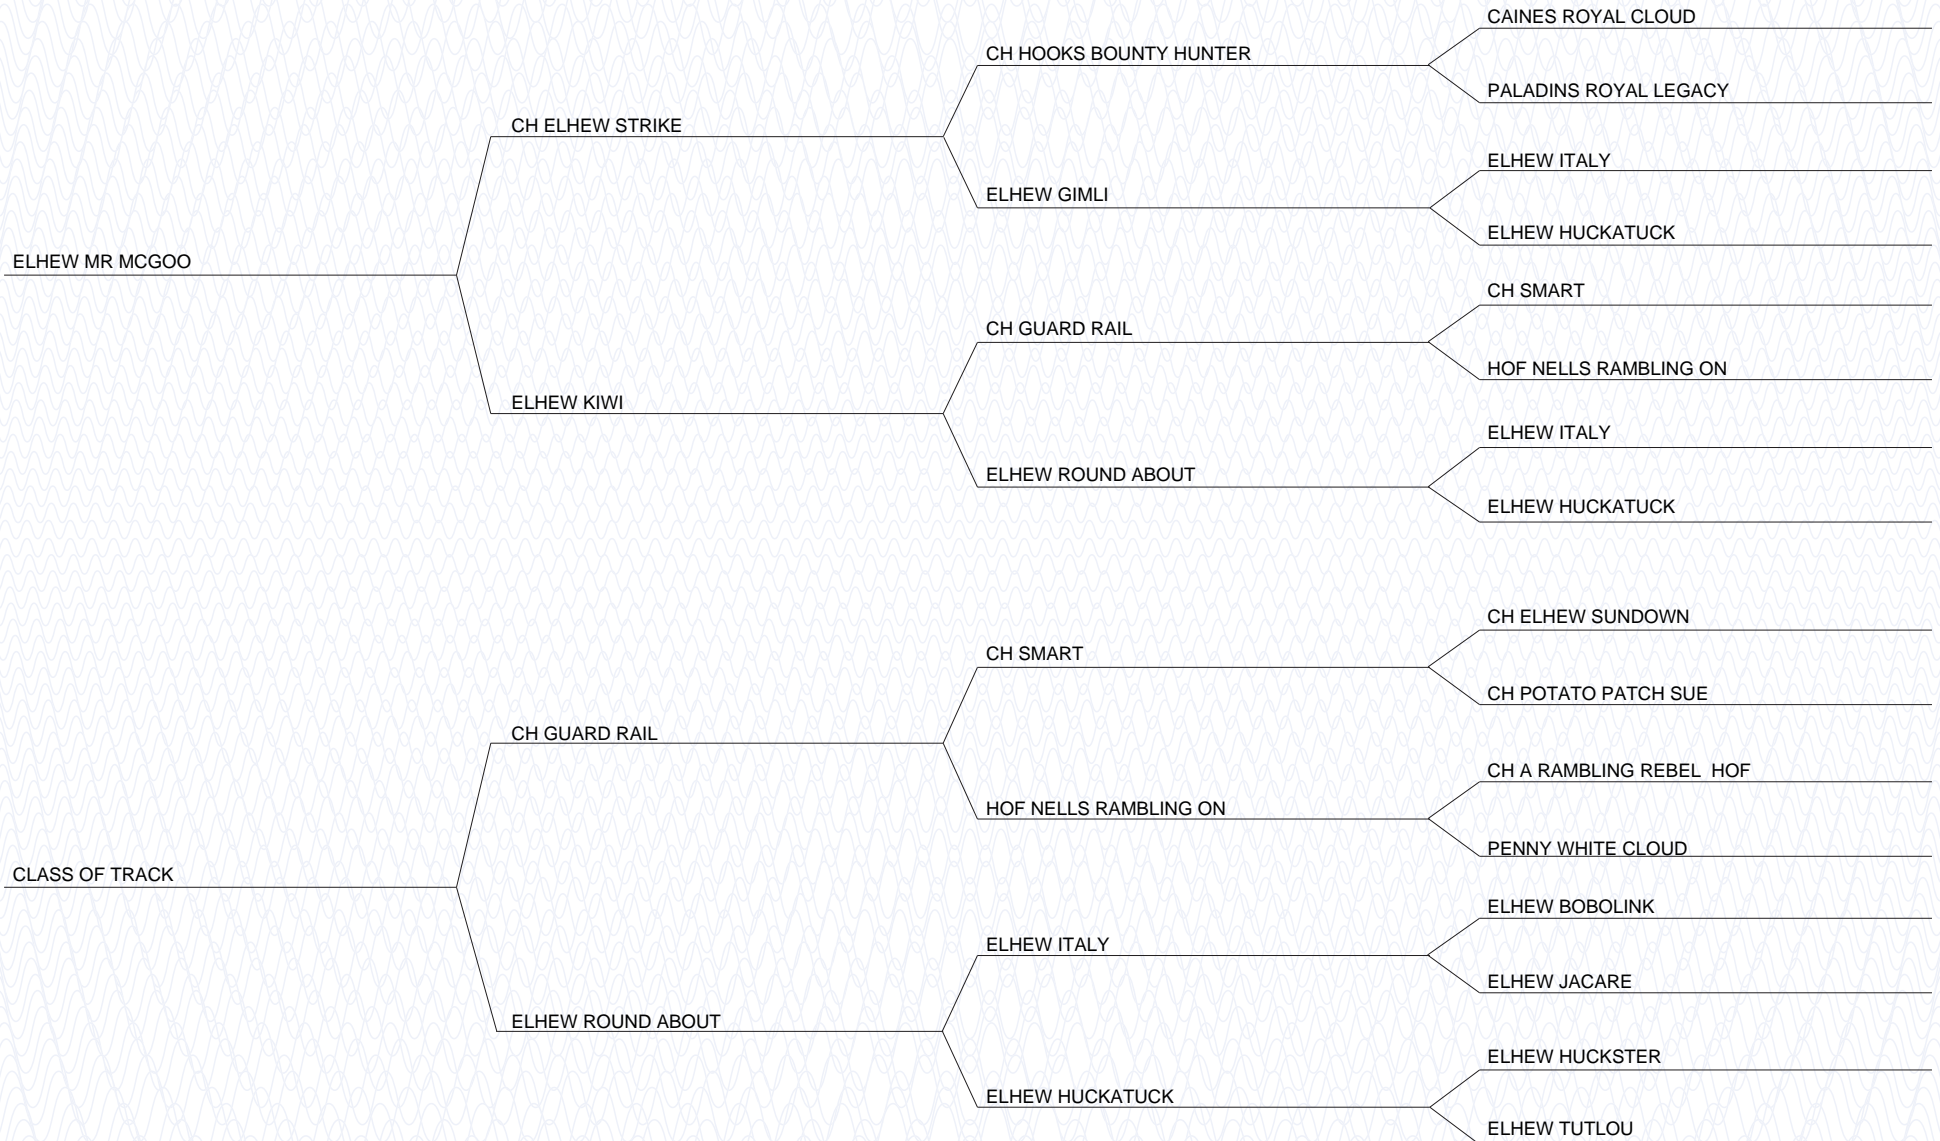 CAINES ROYAL CLOUD
CH HOOKS BOUNTY HUNTER
PALADINS ROYAL LEGACY
CH ELHEW STRIKE
ELHEW ITALY
ELHEW GIMLI
ELHEW HUCKATUCK
ELHEW MR MCGOO
CH SMART
CH GUARD RAIL
HOF NELLS RAMBLING ON
ELHEW KIWI
ELHEW ITALY
ELHEW ROUND ABOUT
ELHEW HUCKATUCK
CH ELHEW SUNDOWN
CH SMART
CH POTATO PATCH SUE
CH GUARD RAIL
CH A RAMBLING REBEL  HOF
HOF NELLS RAMBLING ON
PENNY WHITE CLOUD
CLASS OF TRACK
ELHEW BOBOLINK
ELHEW ITALY
ELHEW JACARE
ELHEW ROUND ABOUT
ELHEW HUCKSTER
ELHEW HUCKATUCK
ELHEW TUTLOU